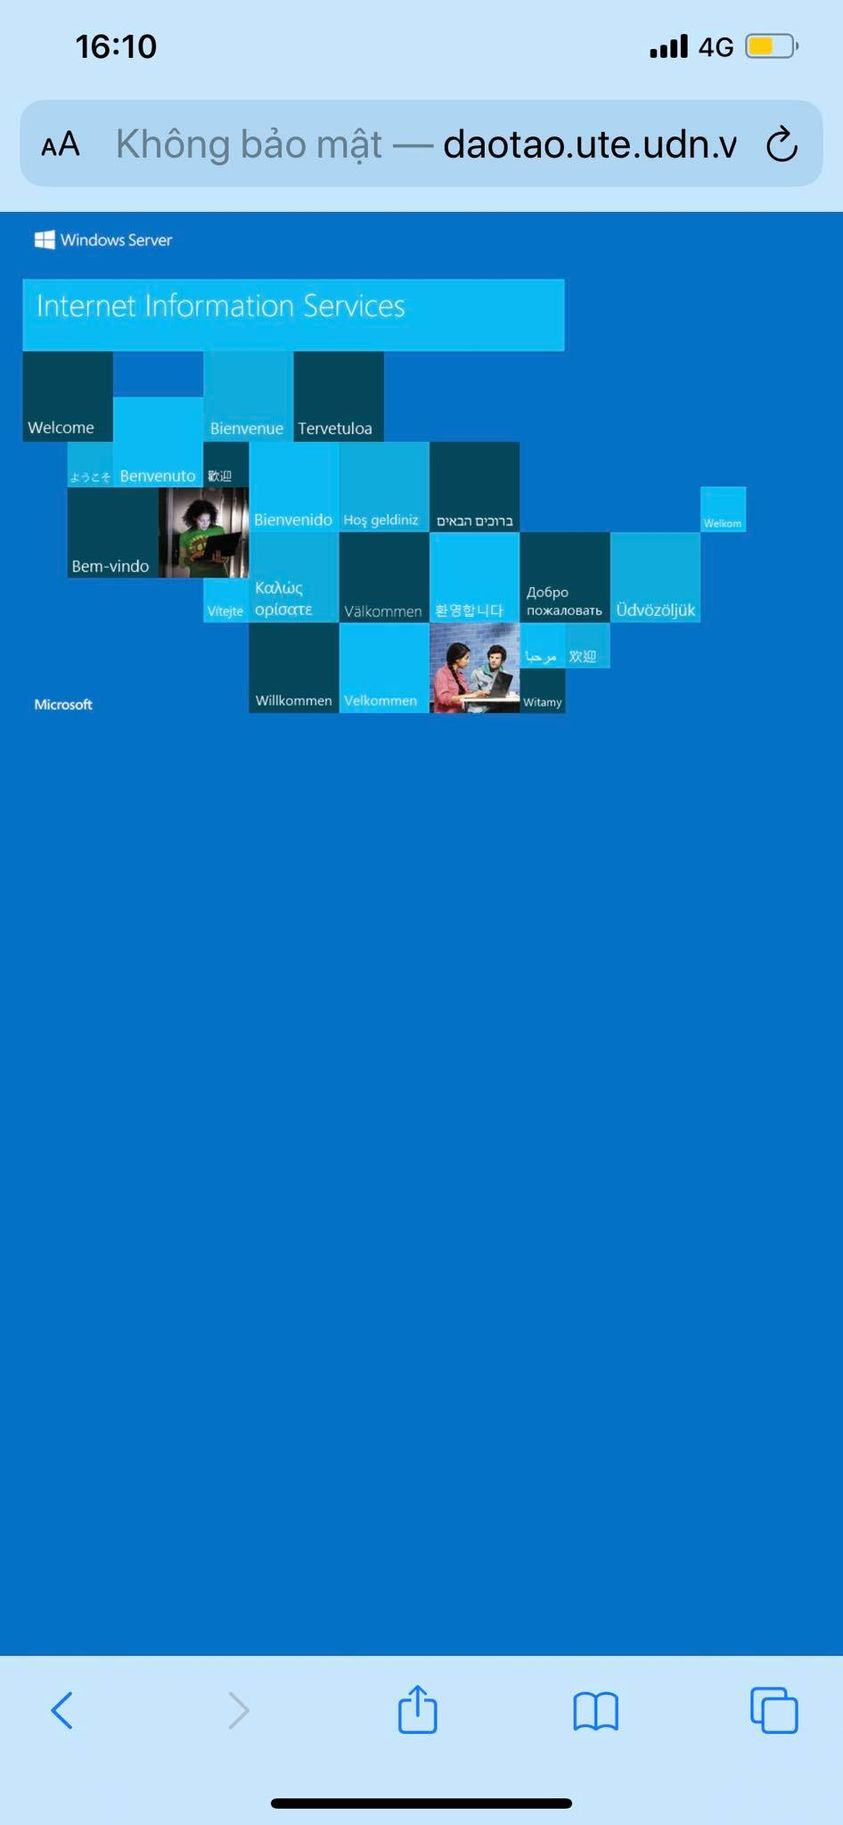 16:10
4G
AA Không bảo mật — daotao.ute.udn.v
Windows Server
Internet Information Services
Welcome
Bienvenue
Tervetuloa
ようこそ
Benvenuto
歡迎
Bienvenido
Hoş geldiniz
ברוכים הבאים
Welkom
Bem-vindo
Vítejte
Καλώς
ορίσατε
Välkommen
환영합니다
Добро
пожаловать
Üdvözöljük
Willkommen
Velkommen
مرحبا
欢迎
Witamy
Microsoft